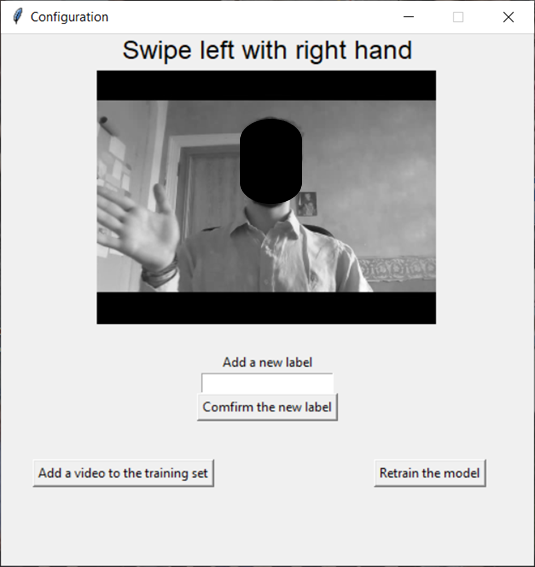 Configuration
Swipe left with right hand
Add a new label
Comfirm the new label
Add a video to the training set
Retrain the model